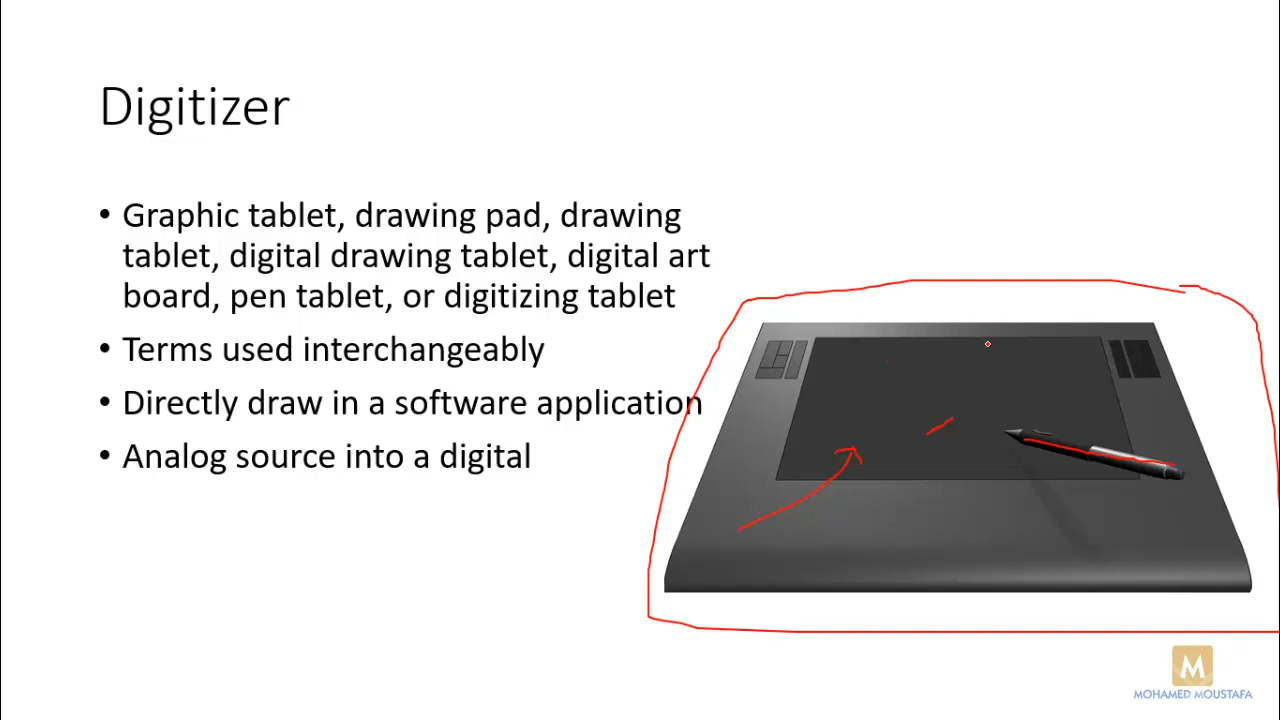 Digitizer
• Graphic tablet, drawing pad, drawing
tablet, digital drawing tablet, digital art
board, pen tablet, or digitizing tablet
• Terms used interchangeably
• Directly draw in a software application
• Analog source into a digital
M
MOHAMED MOUSTAFA